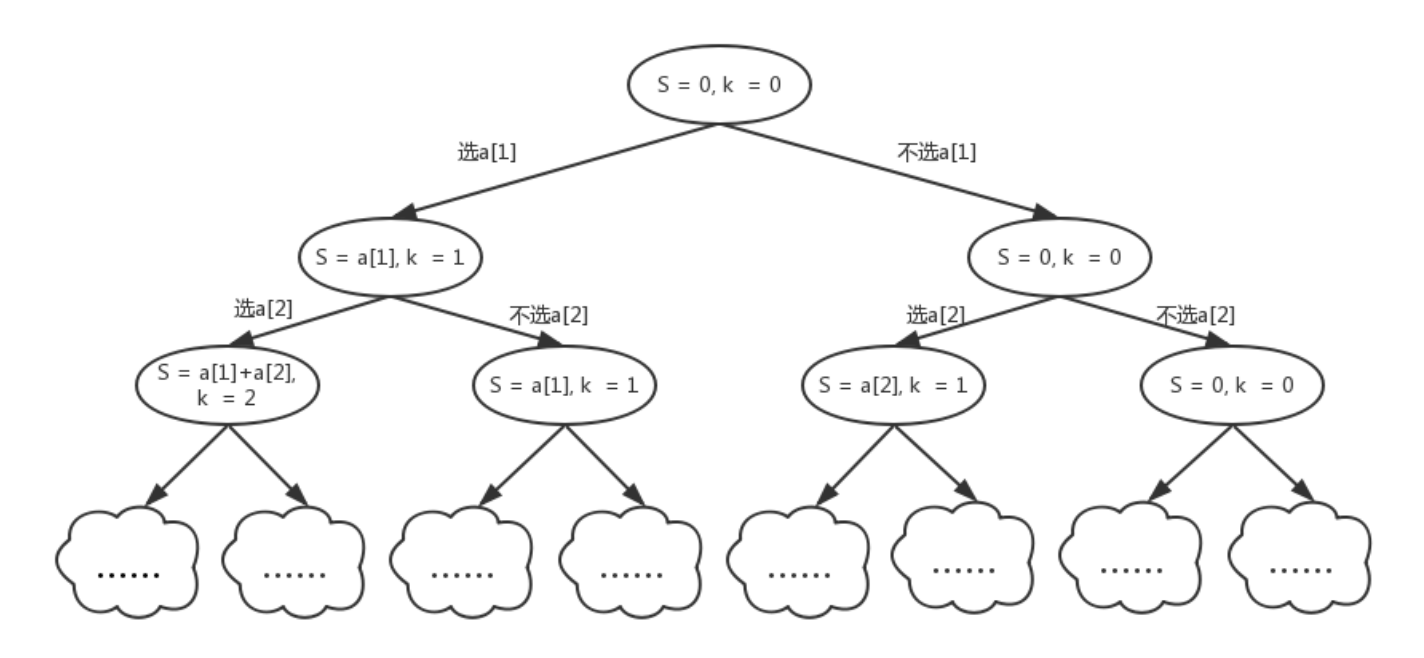 S = 0, k = 0
选a[1]
不选a[1]
S = a[1], k = 1
S = 0, k = 0
选a[2]
不选a[2]
选a[2]
不选a[2]
S = a[1]+a[2],
k = 2
S = a[1], k = 1
S = a[2], k = 1
S = 0, k = 0
......
......
......
......
......
......
......
......